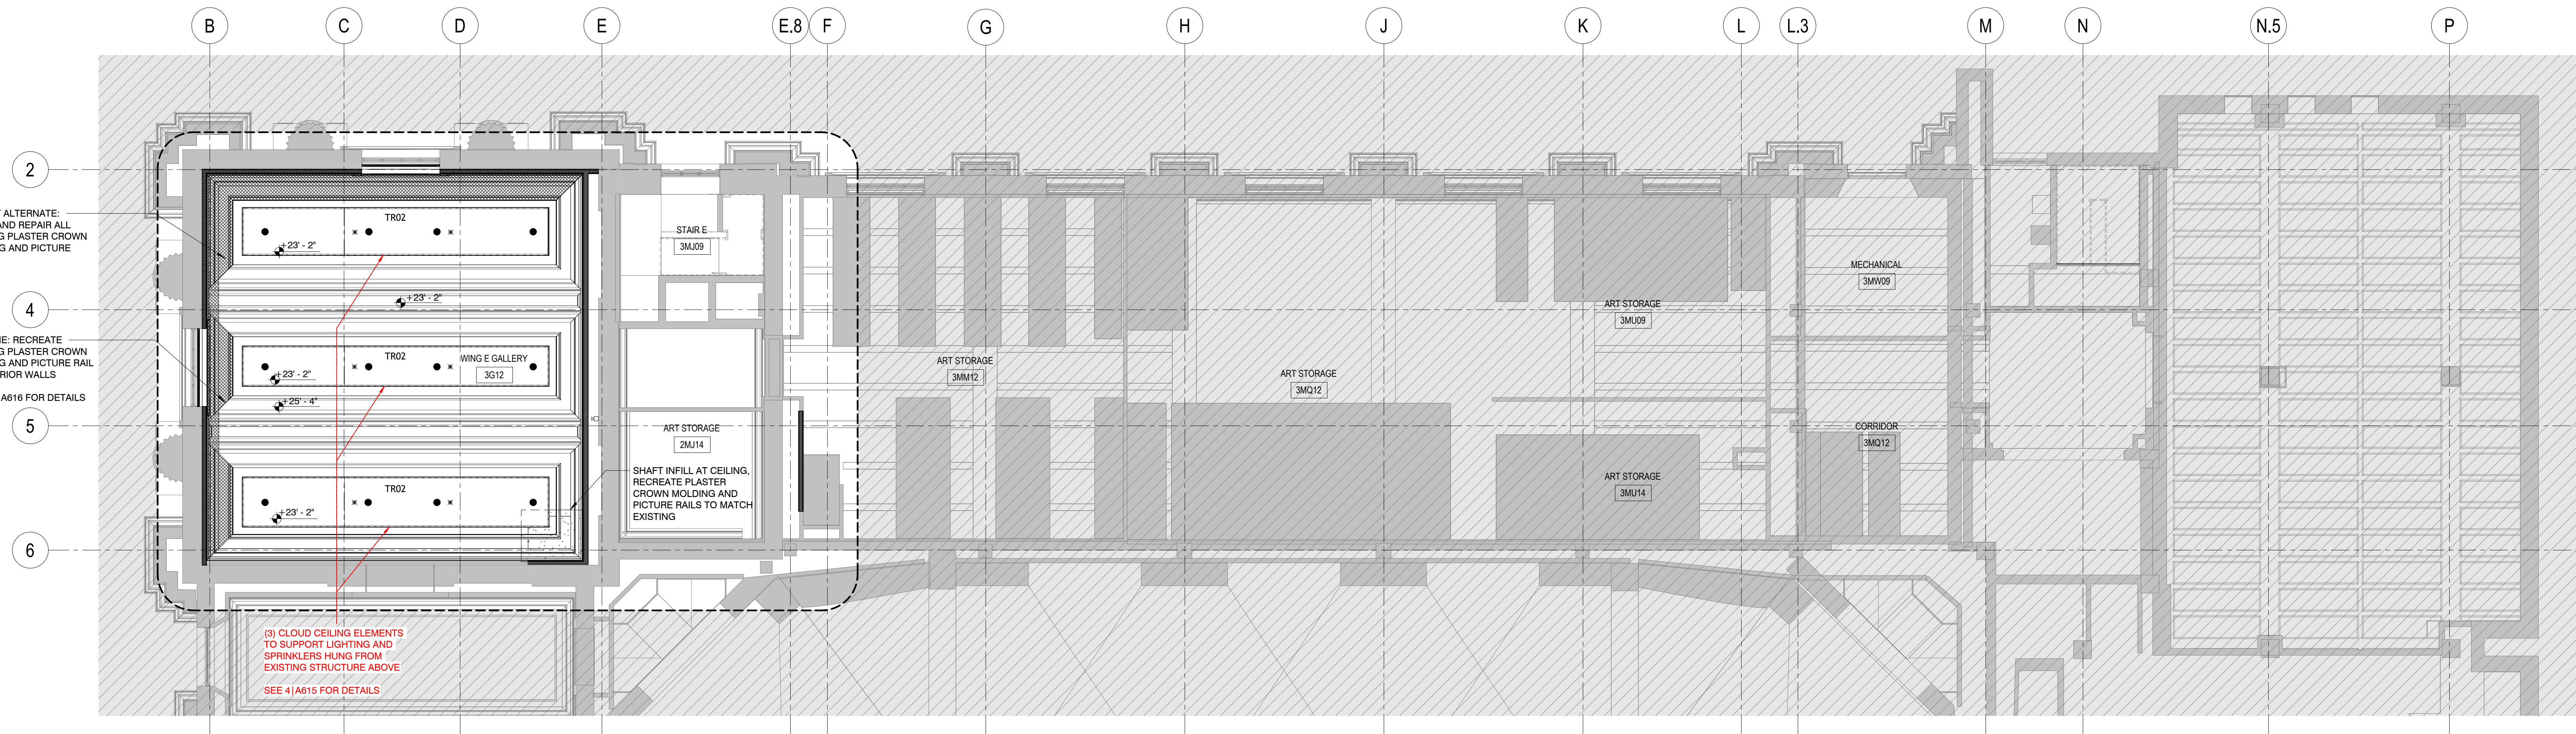 B
C
D
E
E.8
F
G
H
J
K
L
L.3
M
N
N.5
P
2
4
5
6
ALTERNATE:
AND REPAIR ALL
PLASTER CROWN
AND PICTURE
RECREATE
PLASTER CROWN
AND PICTURE RAIL
WALLS
A616 FOR DETAILS
TR02
+23' - 2"
+23' - 2"
TR02
WING E GALLERY
3G12
+23' - 2"
+25' - 4"
TR02
+23' - 2"
STAIR E
3MJ09
ART STORAGE
2MJ14
SHAFT INFILL AT CEILING,
RECREATE PLASTER
CROWN MOLDING AND
PICTURE RAILS TO MATCH
EXISTING
(3) CLOUD CEILING ELEMENTS
TO SUPPORT LIGHTING AND
SPRINKLERS HUNG FROM
EXISTING STRUCTURE ABOVE
SEE 4|A615 FOR DETAILS
ART STORAGE
3MM12
ART STORAGE
3MQ12
ART STORAGE
3MU09
ART STORAGE
3MU14
MECHANICAL
3MW09
CORRIDOR
3MQ12